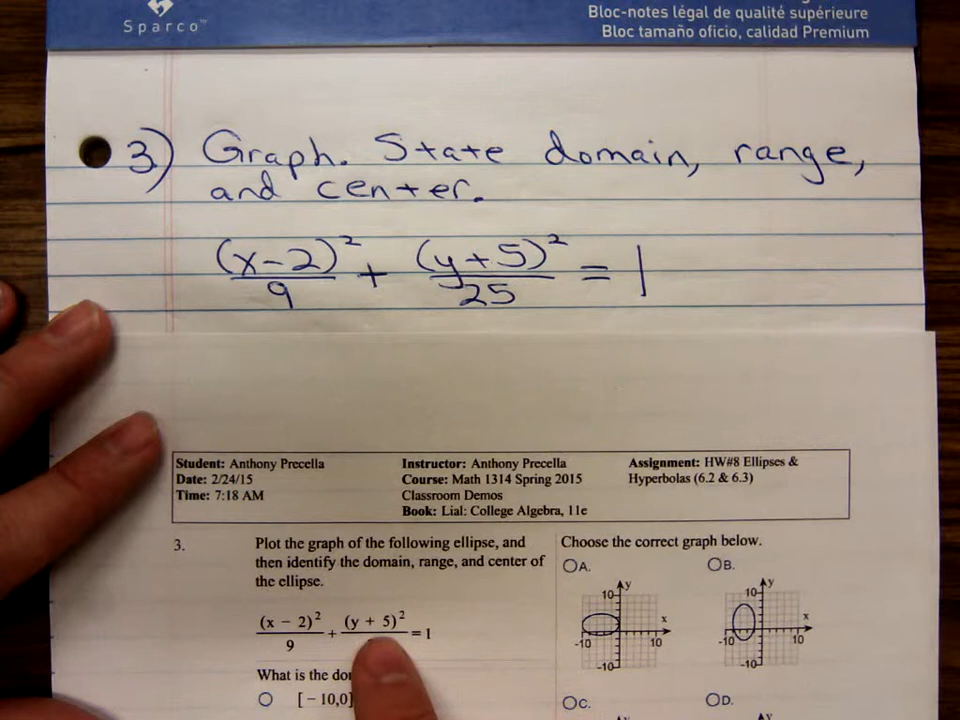 Sparco™
Bloc-notes légal de qualité supérieure
Bloc tamaño oficio, calidad Premium
3) Graph. State domain, range,
and center.
(x-2)²/9 + (y+5)²/25 = 1
Student: Anthony Precella
Date: 2/24/15
Time: 7:18 AM
Instructor: Anthony Precella
Course: Math 1314 Spring 2015
Classroom Demos
Book: Lial: College Algebra, 11e
Assignment: HW#8 Ellipses &
Hyperbolas (6.2 & 6.3)
3.
Plot the graph of the following ellipse, and
then identify the domain, range, and center of
the ellipse.
(x - 2)²/9 + (y + 5)² = 1
What is the
[-10,0]
Choose the correct graph below.
A.
10 y
x
-10 10
-10
B.
10 y
x
-10 10
-10
C.
D.